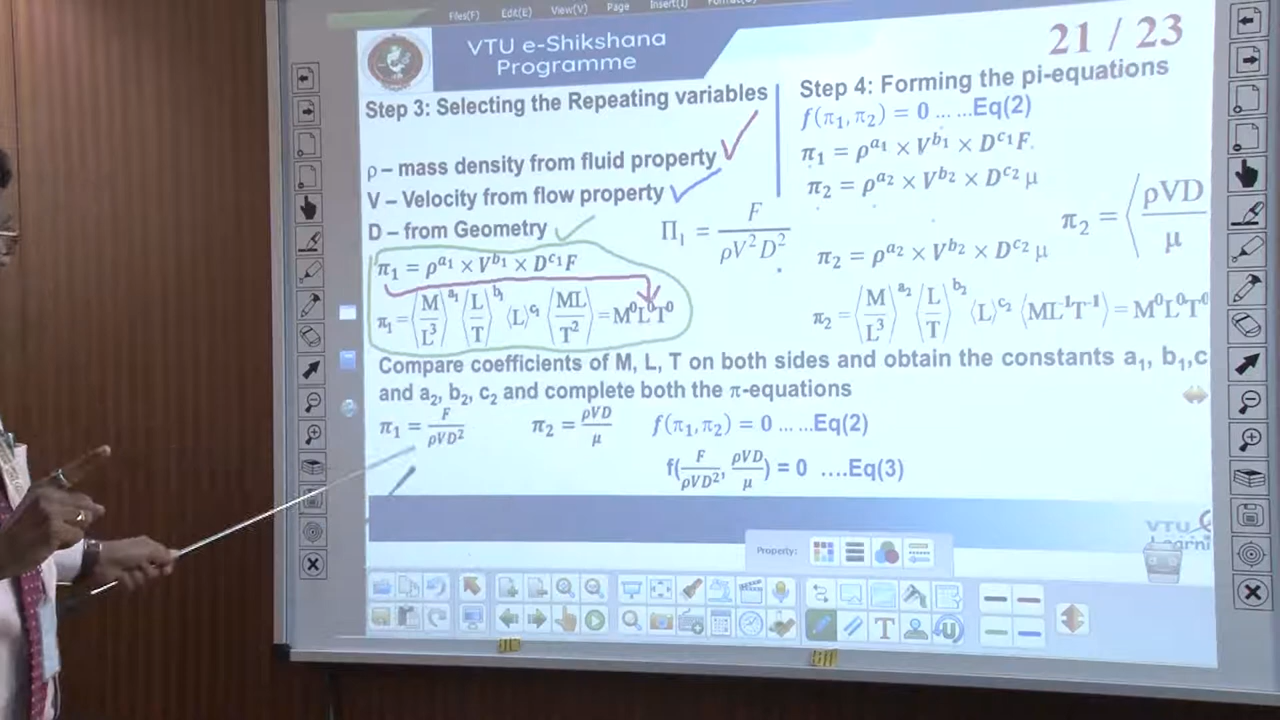 Files(F) Edit(E) View(V) Page Insert(I)
VTU e-Shikshana
Programme
21 / 23
Step 3: Selecting the Repeating variables
ρ – mass density from fluid property
V – Velocity from flow property
D – from Geometry
π₁ = ρ^a₁ × V^b₁ × D^c₁F
π₁ = ⟨M/L³⟩^a₁ ⟨L/T⟩^b₁ ⟨L⟩^c₁ ⟨ML/T²⟩ = M⁰L⁰T⁰
Π₁ = F/ρV²D²
Step 4: Forming the pi-equations
f(π₁, π₂) = 0 … …Eq(2)
π₁ = ρ^a₁ × V^b₁ × D^c₁F.
π₂ = ρ^a₂ × V^b₂ × D^c₂ μ
π₂ = ⟨ρVD/μ
π₂ = ρ^a₂ × V^b₂ × D^c₂ μ
π₂ = ⟨M/L³⟩^a₂ ⟨L/T⟩^b₂ ⟨L⟩^c₂ ⟨ML⁻¹T⁻¹⟩ = M⁰L⁰T⁰
Compare coefficients of M, L, T on both sides and obtain the constants a₁, b₁,c
and a₂, b₂, c₂ and complete both the π-equations
π₁ = F/ρVD² π₂ = ρVD/μ f(π₁, π₂) = 0 … …Eq(2)
f(F/ρVD², ρVD/μ) = 0 ….Eq(3)
VTU
Learni
Property: